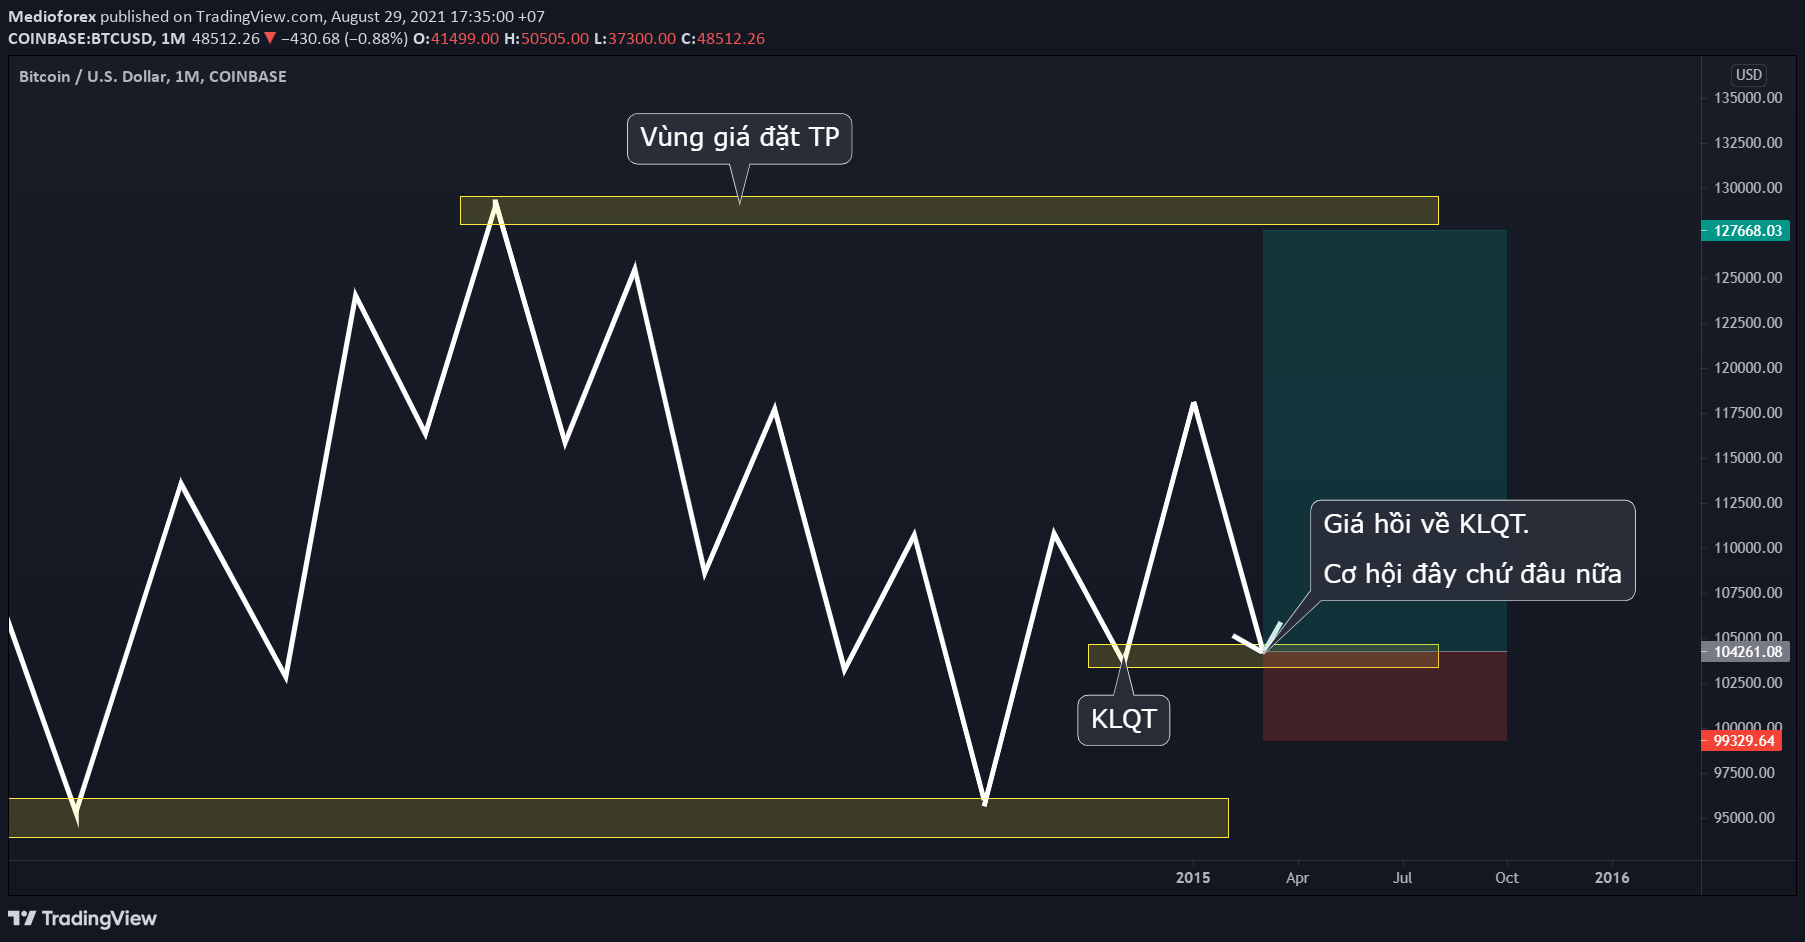 Medioforex published on TradingView.com, August 29, 2021 17:35:00 +07
COINBASE:BTCUSD, 1M 48512.26 ▼ −430.68 (−0.88%) O:41499.00 H:50505.00 L:37300.00 C:48512.26
Bitcoin / U.S. Dollar, 1M, COINBASE
USD
135000.00
Vùng giá đặt TP
132500.00
130000.00
127668.03
125000.00
122500.00
120000.00
117500.00
115000.00
112500.00
Giá hồi về KLQT.
Cơ hội đây chứ đâu nữa
110000.00
107500.00
105000.00
104261.08
102500.00
KLQT
100000.00
99329.64
97500.00
95000.00
2015 Apr Jul Oct 2016
TradingView